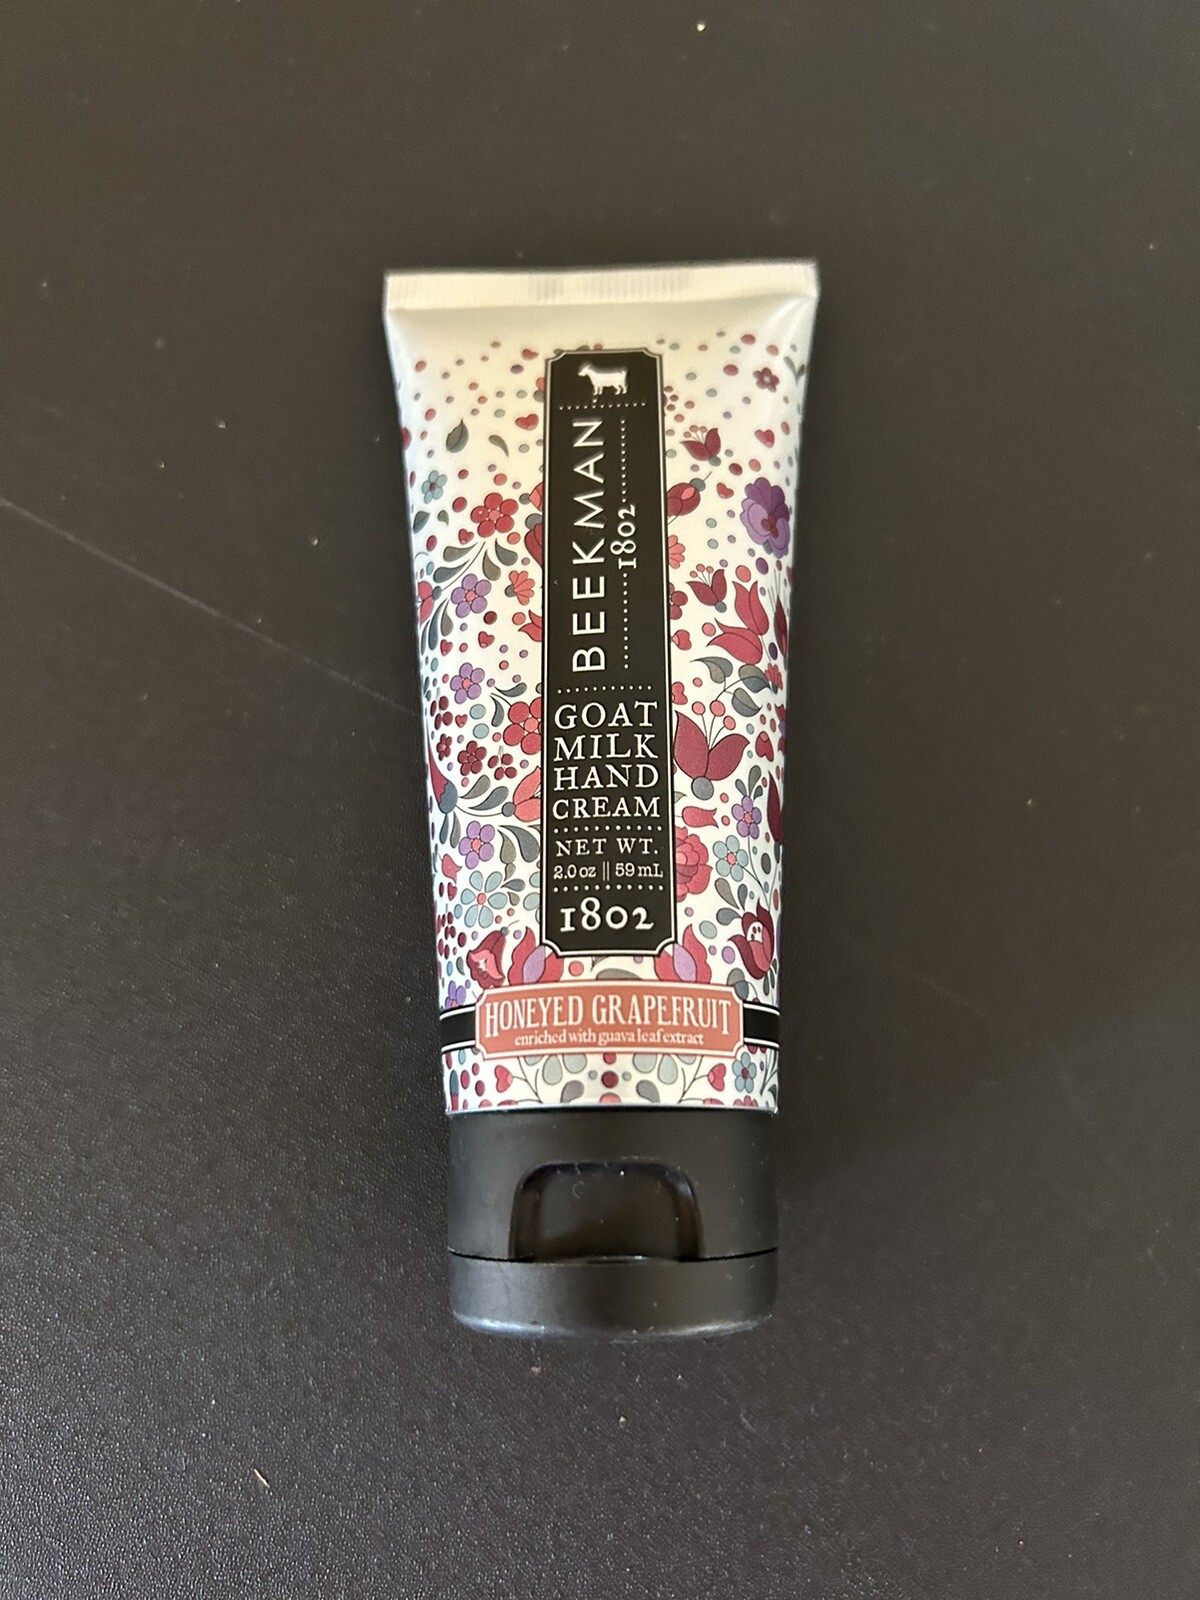 BEEKMAN
1802
GOAT
MILK
HAND
CREAM
NET WT.
2.0 oz || 59 mL
1802
HONEYED GRAPEFRUIT
enriched with guava leaf extract